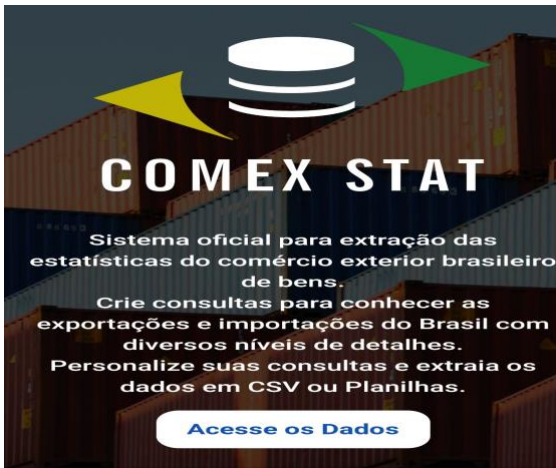 COMEX STAT
Sistema oficial para extração das
estatísticas do comércio exterior brasileiro
de bens.
Crie consultas para conhecer as
exportações e importações do Brasil com
diversos níveis de detalhes.
Personalize suas consultas e extraia os
dados em CSV ou Planilhas.
Acesse os Dados